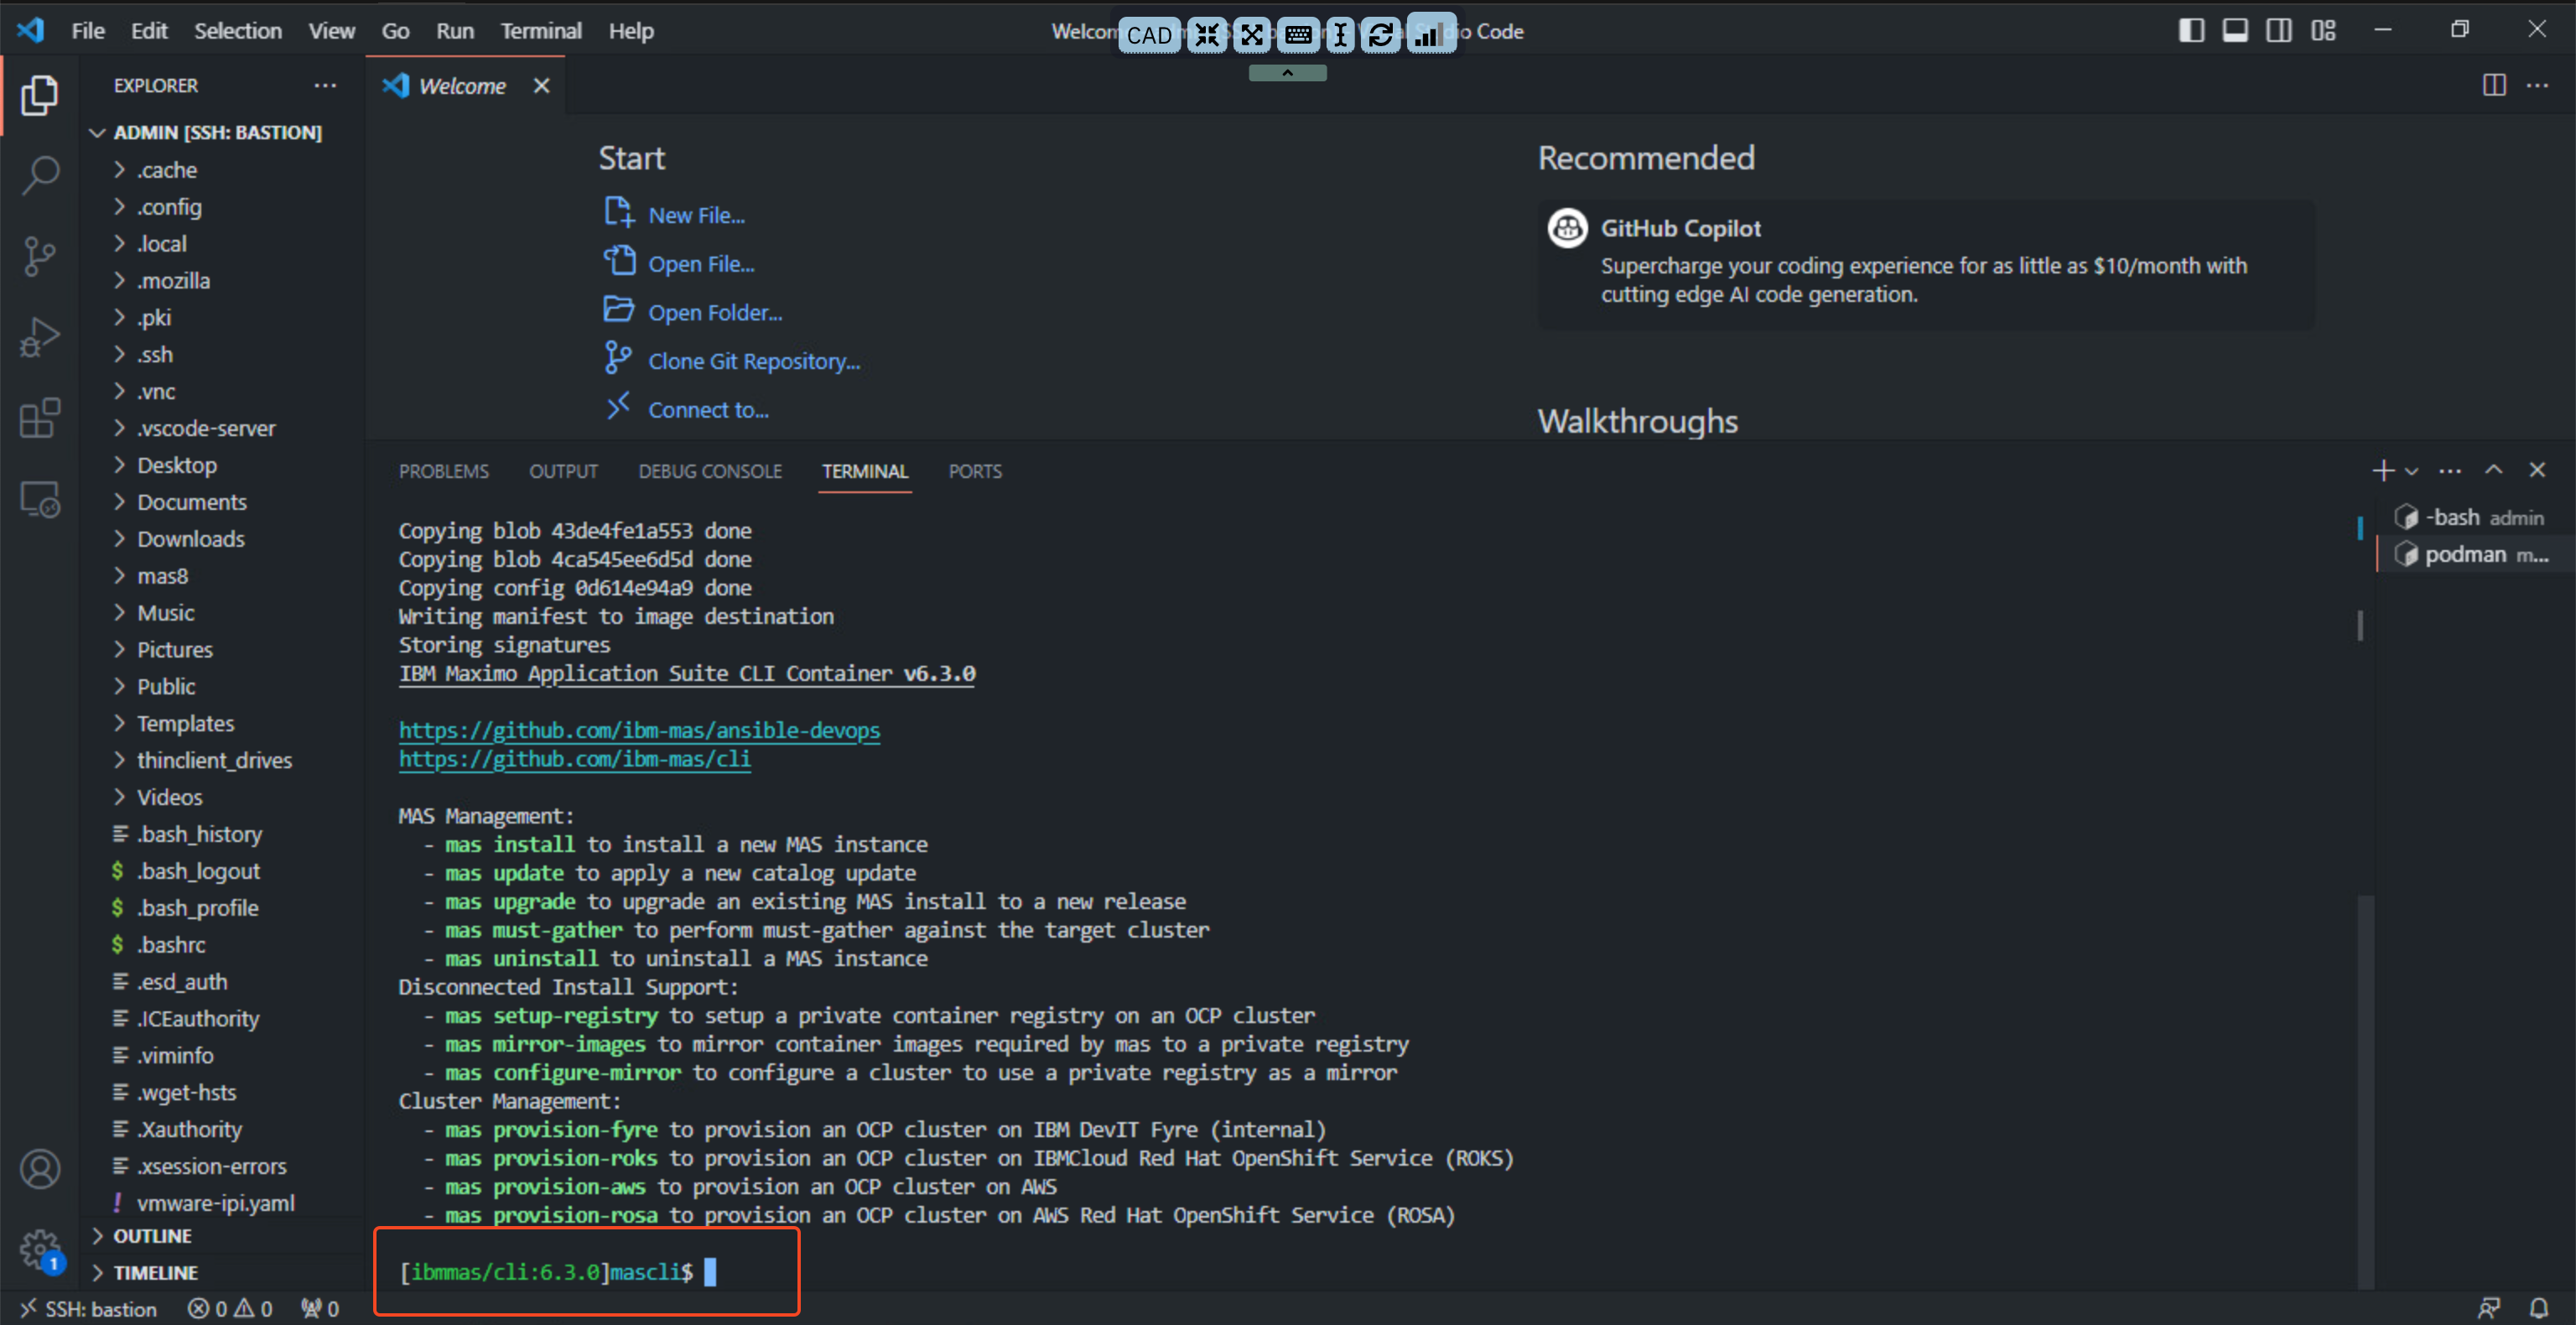 File Edit Selection View Go Run Terminal Help
CAD
EXPLORER
Welcome
ADMIN [SSH: BASTION]
.cache
.config
.local
.mozilla
.pki
.ssh
.vnc
.vscode-server
Desktop
Documents
Downloads
mas8
Music
Pictures
Public
Templates
thinclient_drives
Videos
.bash_history
$ .bash_logout
$ .bash_profile
$ .bashrc
.esd_auth
.ICEauthority
.viminfo
.wget-hsts
.Xauthority
.xsession-errors
! vmware-ipi.yaml
OUTLINE
TIMELINE
1
Start
New File...
Open File...
Open Folder...
Clone Git Repository...
Connect to...
Recommended
GitHub Copilot
Supercharge your coding experience for as little as $10/month with
cutting edge AI code generation.
Walkthroughs
PROBLEMS OUTPUT DEBUG CONSOLE TERMINAL PORTS
Copying blob 43de4fe1a553 done
Copying blob 4ca545ee6d5d done
Copying config 0d614e94a9 done
Writing manifest to image destination
Storing signatures
IBM Maximo Application Suite CLI Container v6.3.0
https://github.com/ibm-mas/ansible-devops
https://github.com/ibm-mas/cli
MAS Management:
- mas install to install a new MAS instance
- mas update to apply a new catalog update
- mas upgrade to upgrade an existing MAS install to a new release
- mas must-gather to perform must-gather against the target cluster
- mas uninstall to uninstall a MAS instance
Disconnected Install Support:
- mas setup-registry to setup a private container registry on an OCP cluster
- mas mirror-images to mirror container images required by mas to a private registry
- mas configure-mirror to configure a cluster to use a private registry as a mirror
Cluster Management:
- mas provision-fyre to provision an OCP cluster on IBM DevIT Fyre (internal)
- mas provision-roks to provision an OCP cluster on IBMCloud Red Hat OpenShift Service (ROKS)
- mas provision-aws to provision an OCP cluster on AWS
- mas provision-rosa to provision an OCP cluster on AWS Red Hat OpenShift Service (ROSA)
[ibmmas/cli:6.3.0]mascli$
-bash admin
podman m...
SSH: bastion 0 0 0